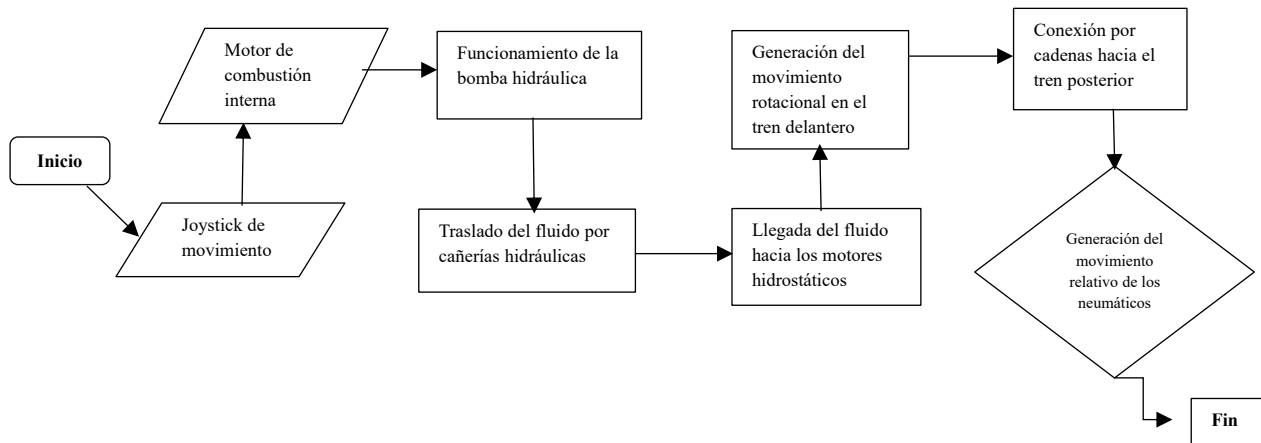 Inicio
Joystick de
movimiento
Motor de
combustión
interna
Funcionamiento de la
bomba hidráulica
Traslado del fluido por
cañerías hidráulicas
Llegada del fluido
hacia los motores
hidrostáticos
Generación del
movimiento
rotacional en el
tren delantero
Conexión por
cadenas hacia el
tren posterior
Generación del
movimiento
relativo de los
neumáticos
Fin